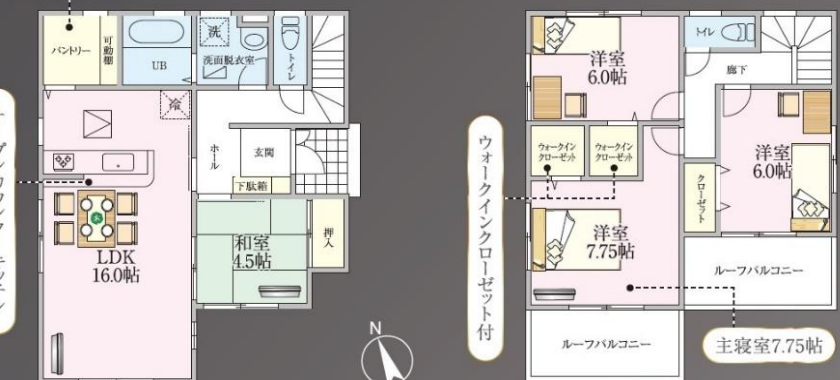 パントリー
可動棚
UB
洗
洗面脱衣室
トイレ
冷
ホール
玄関
下駄箱
LDK
16.0帖
和室
4.5帖
押入
N
ウォークインクローゼット付
洋室
6.0帖
トイレ
廊下
ウォークイン
クローゼット
ウォークイン
クローゼット
洋室
6.0帖
クローゼット
洋室
7.75帖
ルーフバルコニー
ルーフバルコニー
主寝室7.75帖